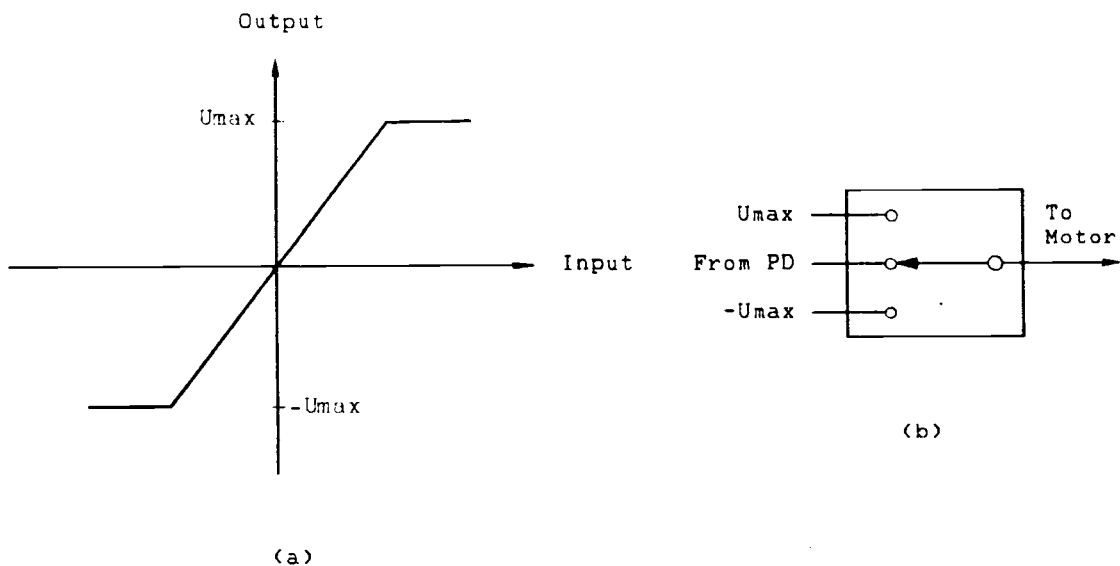 Output
Umax
Input
-Umax
(a)
Umax
From PD
-Umax
To
Motor
(b)